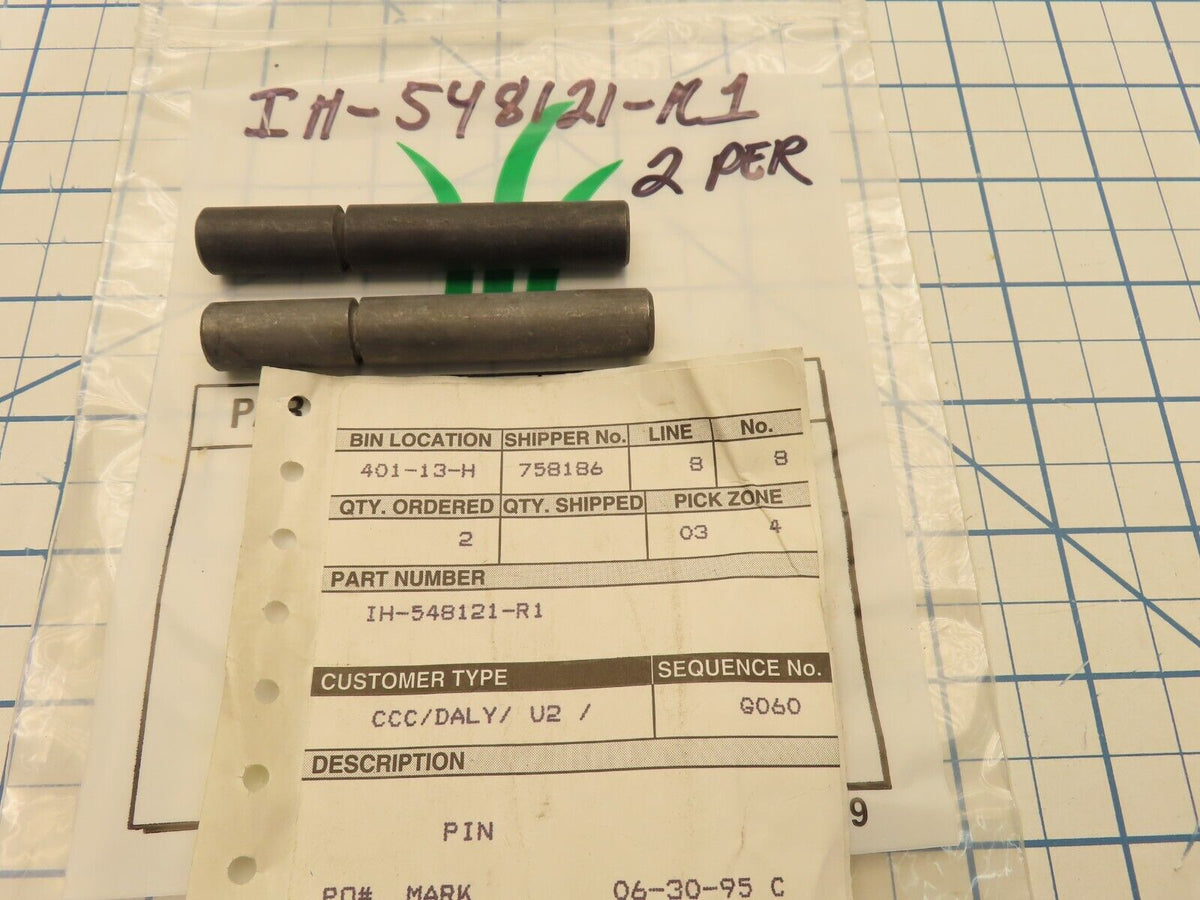 IH-548121-R1
2 PER
BIN LOCATION SHIPPER No. LINE No.
401-13-H 758186 8 8
QTY. ORDERED QTY. SHIPPED PICK ZONE
2 03 4
PART NUMBER
IH-548121-R1
CUSTOMER TYPE SEQUENCE No.
CCC/DALY/ U2 / G060
DESCRIPTION
PIN
9
PO# MARK 06-30-95 C